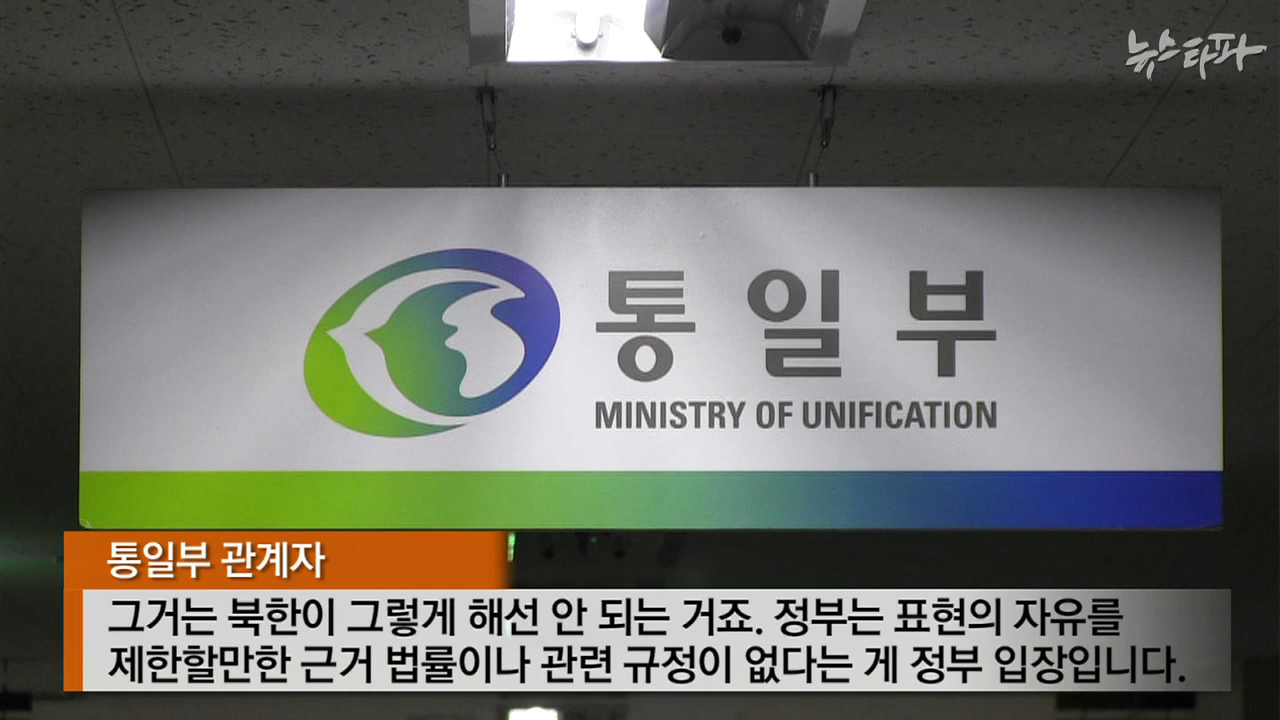 뉴스타파
통일부
MINISTRY OF UNIFICATION
통일부 관계자
그거는 북한이 그렇게 해선 안 되는 거죠. 정부는 표현의 자유를
제한할만한 근거 법률이나 관련 규정이 없다는 게 정부 입장입니다.